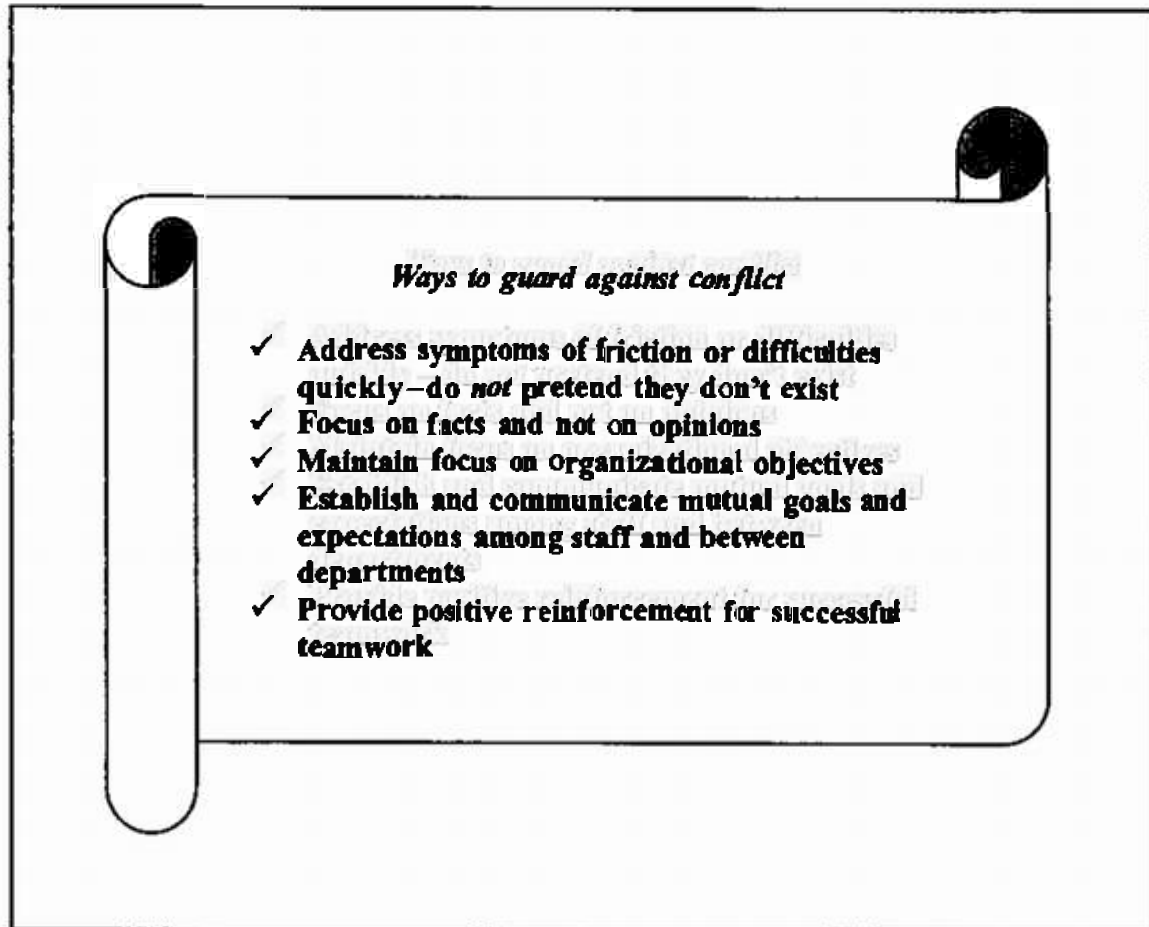 Ways to guard against conflict
✓ Address symptoms of friction or difficulties
quickly—do not pretend they don't exist
✓ Focus on facts and not on opinions
✓ Maintain focus on organizational objectives
✓ Establish and communicate mutual goals and
expectations among staff and between
departments
✓ Provide positive reinforcement for successful
teamwork